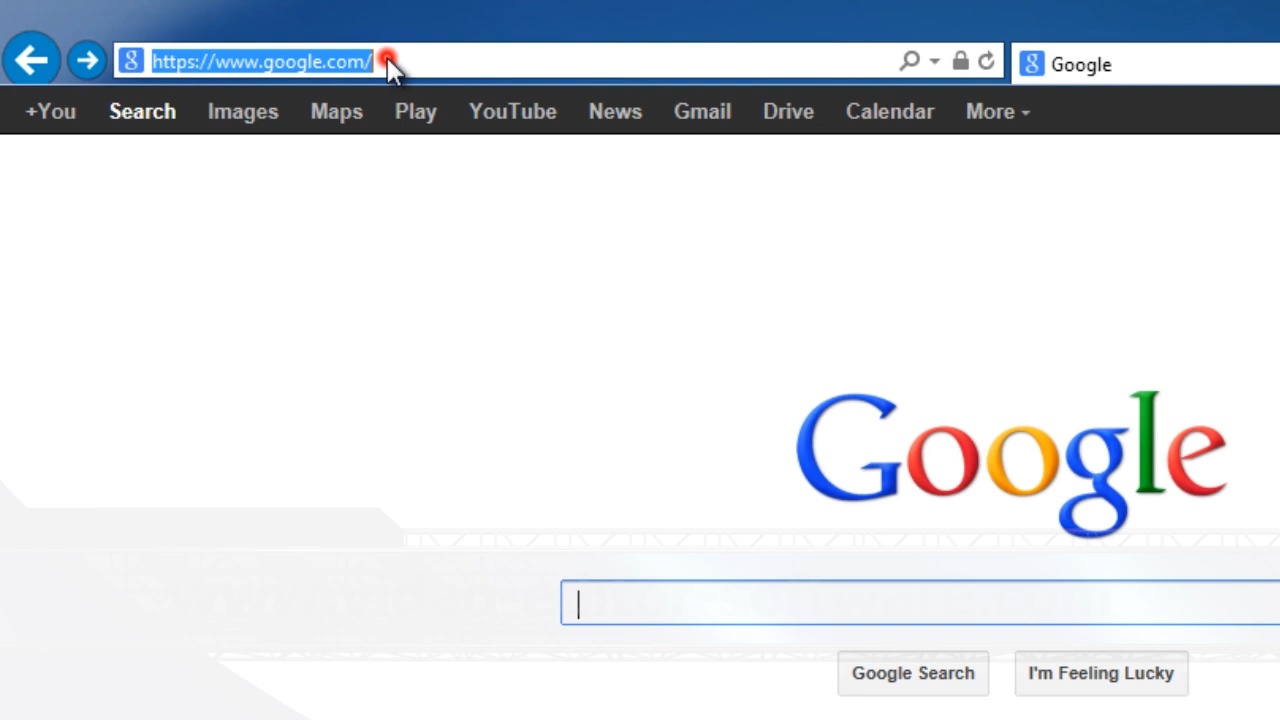 https://www.google.com/
Google
+You Search Images Maps Play YouTube News Gmail Drive Calendar More
Google
Google Search I'm Feeling Lucky